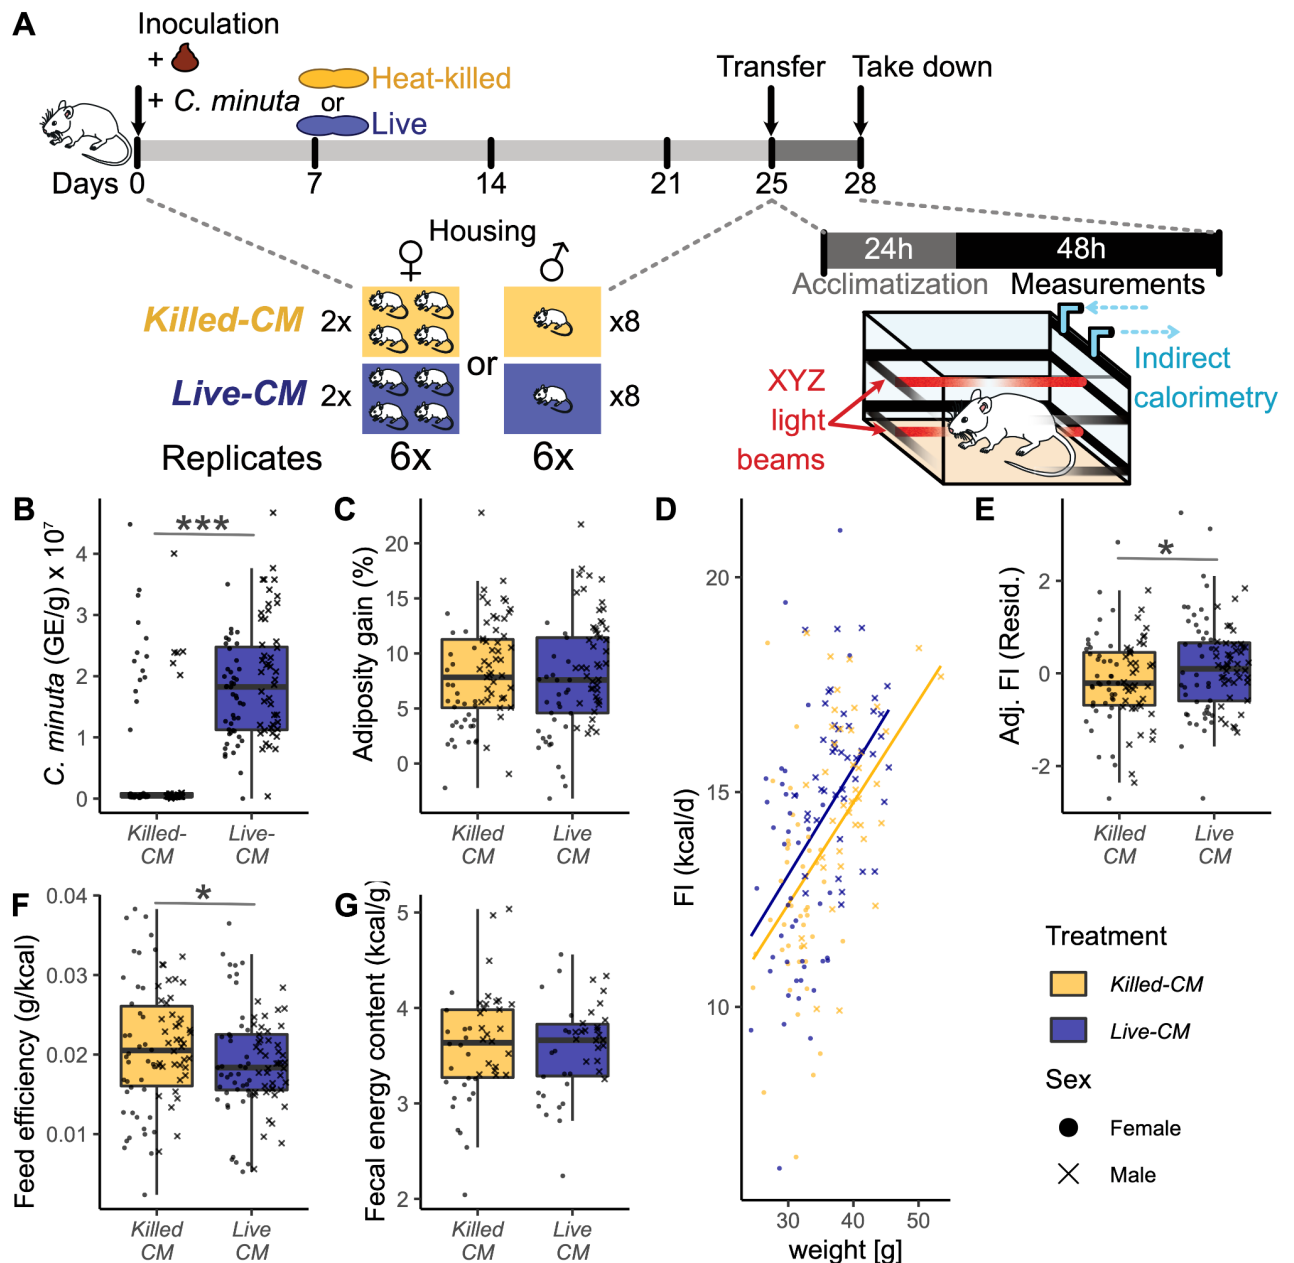 A
Inoculation
+
+ C. minuta
Heat-killed
or
Live
Transfer
Take down
Days 0
7
14
21
25
28
Housing
♀
♂
24h
48h
Acclimatization
Measurements
Killed-CM
2x
x8
or
Live-CM
2x
x8
Replicates
6x
6x
XYZ
light
beams
Indirect
calorimetry
B
C. minuta (GE/g) x 10⁷
4
3
2
1
0
***
Killed-
CM
Live-
CM
C
Adiposity gain (%)
20
15
10
5
0
Killed
CM
Live
CM
D
FI (kcal/d)
20
15
10
30
40
50
weight [g]
E
Adj. FI (Resid.)
2
0
-2
*
Killed
CM
Live
CM
F
Feed efficiency (g/kcal)
0.04
0.03
0.02
0.01
*
Killed
CM
Live
CM
G
Fecal energy content (kcal/g)
5
4
3
2
Killed
CM
Live
CM
Treatment
Killed-CM
Live-CM
Sex
Female
Male